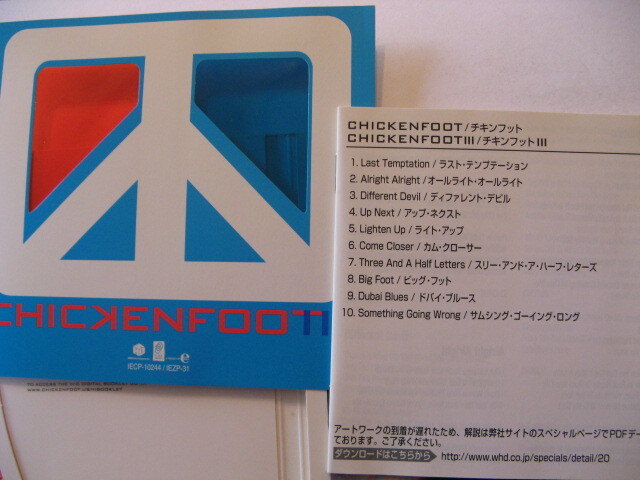 CHICKENFOOT
IECP-10244 / IEZP-31
CHICKENFOOT/チキンフット
CHICKENFOOTIII/チキンフットIII
1. Last Temptation / ラスト・テンプテーション
2. Alright Alright / オールライト・オールライト
3. Different Devil / ディファレント・デビル
4. Up Next / アップ・ネクスト
5. Lighten Up / ライト・アップ
6. Come Closer / カム・クローサー
7. Three And A Half Letters / スリー・アンド・ア・ハーフ・レターズ
8. Big Foot / ビッグ・フット
9. Dubai Blues / ドバイ・ブルース
10. Something Going Wrong / サムシング・ゴーイング・ロング
アートワークの到着が遅れたため、解説は弊社サイトのスペシャルページでPDFデー
ております。ご了承ください。
ダウンロードはこちらから http://www.whd.co.jp/specials/detail/20